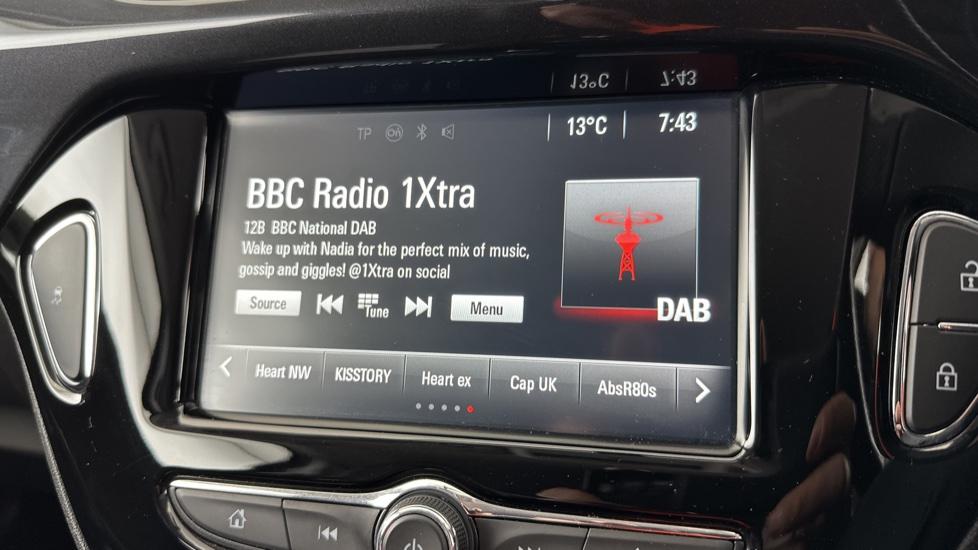 TP On 13°C 7:43
BBC Radio 1Xtra
12B BBC National DAB
Wake up with Nadia for the perfect mix of music,
gossip and giggles! @1Xtra on social
Source Tune Menu
DAB
Heart NW KISSTORY Heart ex Cap UK AbsR80s